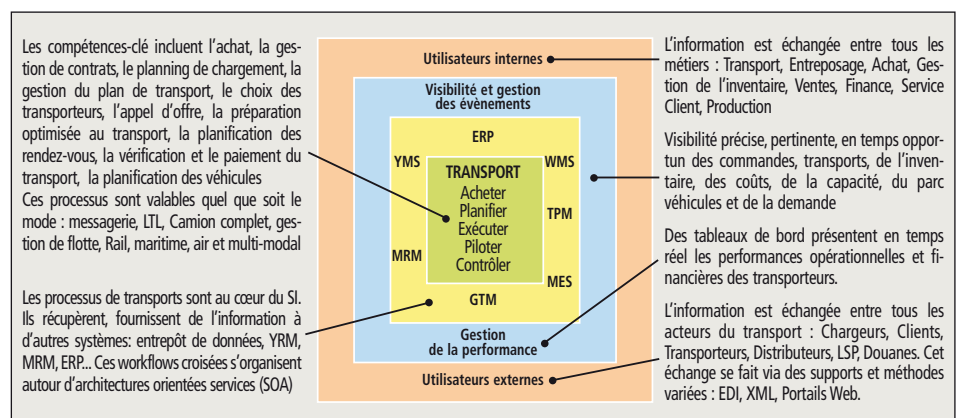 Les compétences-clé incluent l'achat, la ges-
tion de contrats, le planning de chargement, la
gestion du plan de transport, le choix des
transporteurs, l'appel d'offre, la préparation
optimisée au transport, la planification des
rendez-vous, la vérification et le paiement du
transport, la planification des véhicules
Ces processus sont valables quel que soit le
mode : messagerie, LTL, Camion complet, ges-
tion de flotte, Rail, maritime, air et multi-modal
Les processus de transports sont au cœur du SI.
Ils récupèrent, fournissent de l'information à
d'autres systèmes: entrepôt de données, YRM,
MRM, ERP... Ces workflows croisées s'organisent
autour d'architectures orientées services (SOA)
Utilisateurs internes
Visibilité et gestion
des évènements
ERP
YMS
WMS
TRANSPORT
Acheter
Planifier
Exécuter
Piloter
Contrôler
TPM
MRM
MES
GTM
Gestion
de la performance
Utilisateurs externes
L'information est échangée entre tous les
métiers : Transport, Entreposage, Achat, Ges-
tion de l'inventaire, Ventes, Finance, Service
Client, Production
Visibilité précise, pertinente, en temps oppor-
tun des commandes, transports, de l'inven-
taire, des coûts, de la capacité, du parc
véhicules et de la demande
Des tableaux de bord présentent en temps
réel les performances opérationnelles et fi-
nancières des transporteurs.
L'information est échangée entre tous les
acteurs du transport : Chargeurs, Clients,
Transporteurs, Distributeurs, LSP, Douanes. Cet
échange se fait via des supports et méthodes
variées : EDI, XML, Portails Web.